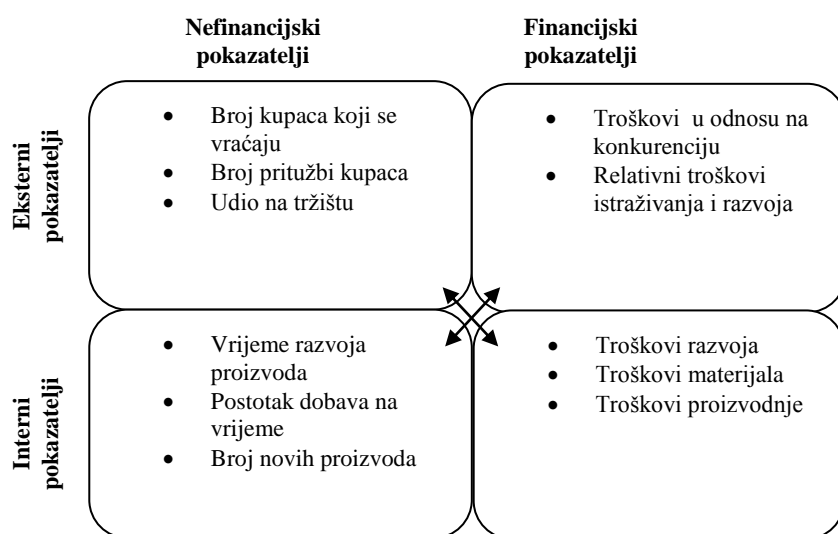 Nefinancijski
pokazatelji
Financijski
pokazatelji
Eksterni
pokazatelji
• Broj kupaca koji se
vraćaju
• Broj pritužbi kupaca
• Udio na tržištu
• Troškovi u odnosu na
konkurenciju
• Relativni troškovi
istraživanja i razvoja
Interni
pokazatelji
• Vrijeme razvoja
proizvoda
• Postotak dobava na
vrijeme
• Broj novih proizvoda
• Troškovi razvoja
• Troškovi materijala
• Troškovi proizvodnje